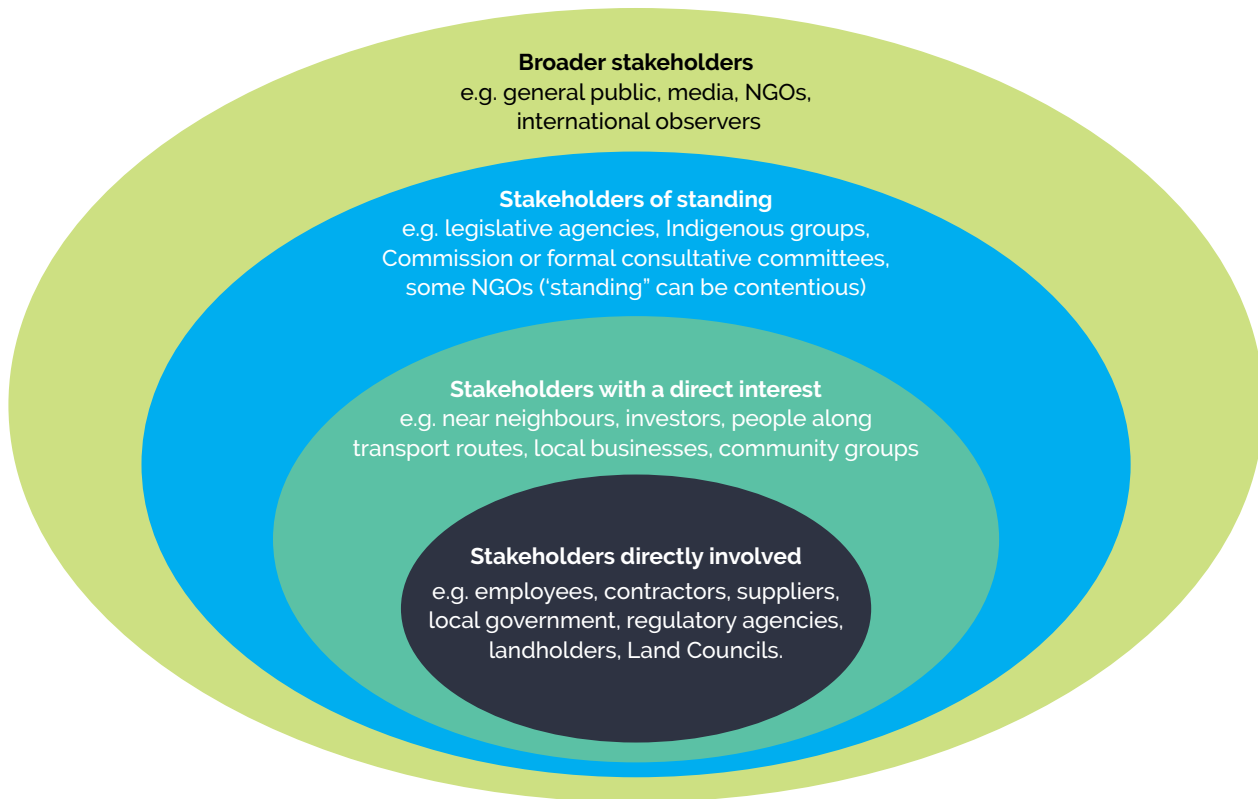 Broader stakeholders
e.g. general public, media, NGOs,
international observers
Stakeholders of standing
e.g. legislative agencies, Indigenous groups,
Commission or formal consultative committees,
some NGOs (‘standing” can be contentious)
Stakeholders with a direct interest
e.g. near neighbours, investors, people along
transport routes, local businesses, community groups
Stakeholders directly involved
e.g. employees, contractors, suppliers,
local government, regulatory agencies,
landholders, Land Councils.